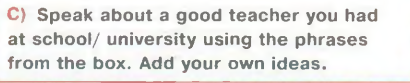 C) Speak about a good teacher you had
at school/ university using the phrases
from the box. Add your own ideas.